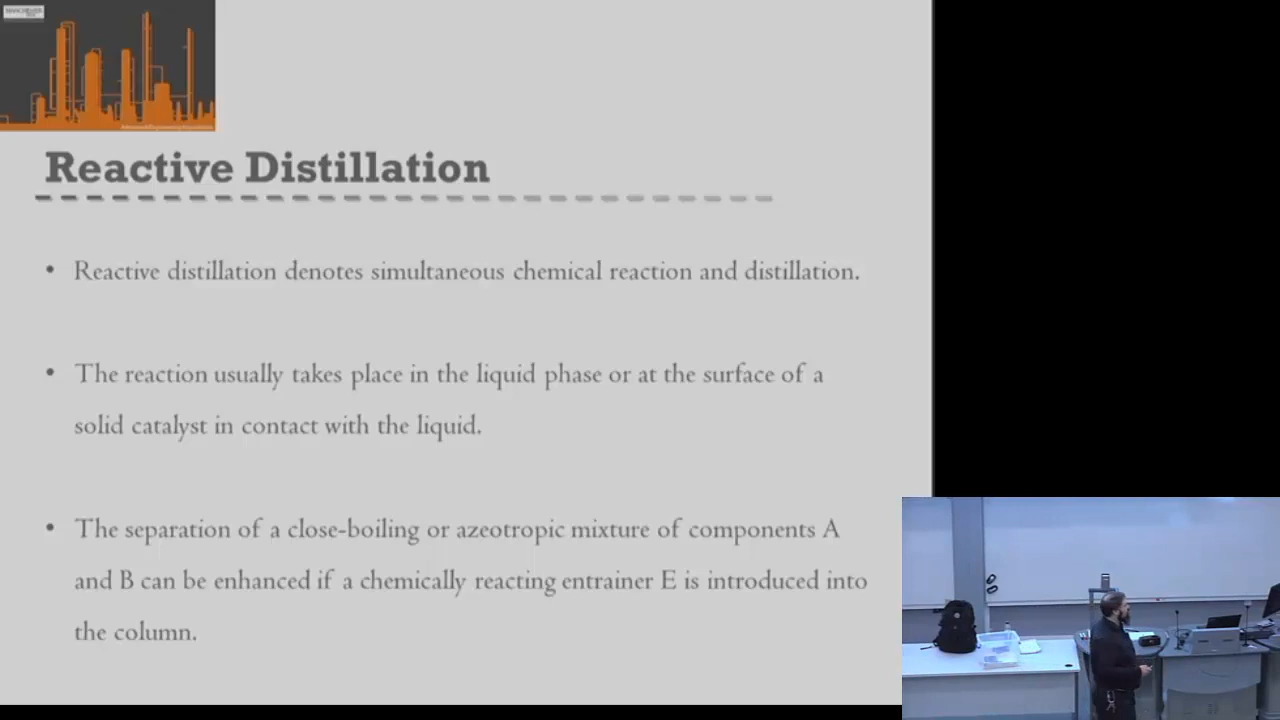 MANCHESTER
Reactive Distillation
• Reactive distillation denotes simultaneous chemical reaction and distillation.
• The reaction usually takes place in the liquid phase or at the surface of a
solid catalyst in contact with the liquid.
• The separation of a close-boiling or azeotropic mixture of components A
and B can be enhanced if a chemically reacting entrainer E is introduced into
the column.